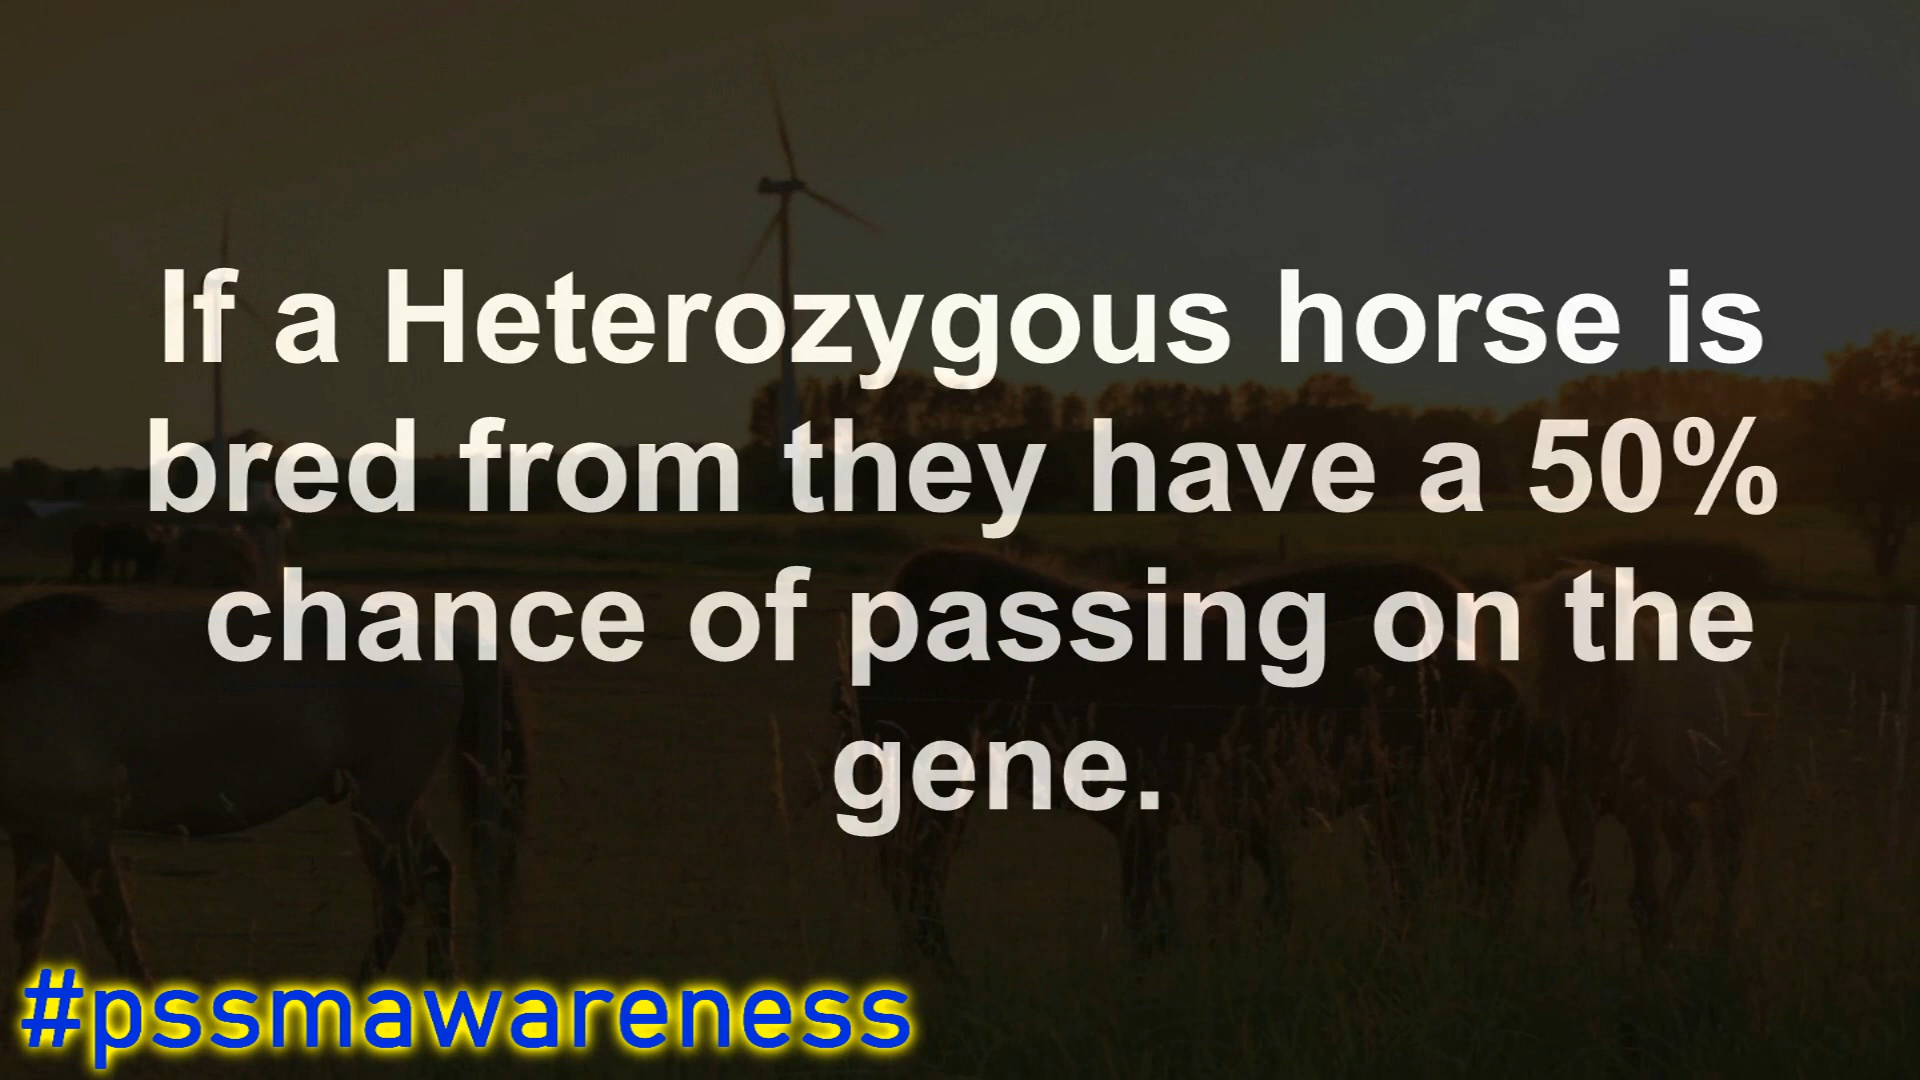 If a Heterozygous horse is
bred from they have a 50%
chance of passing on the
gene.
#pssmawareness